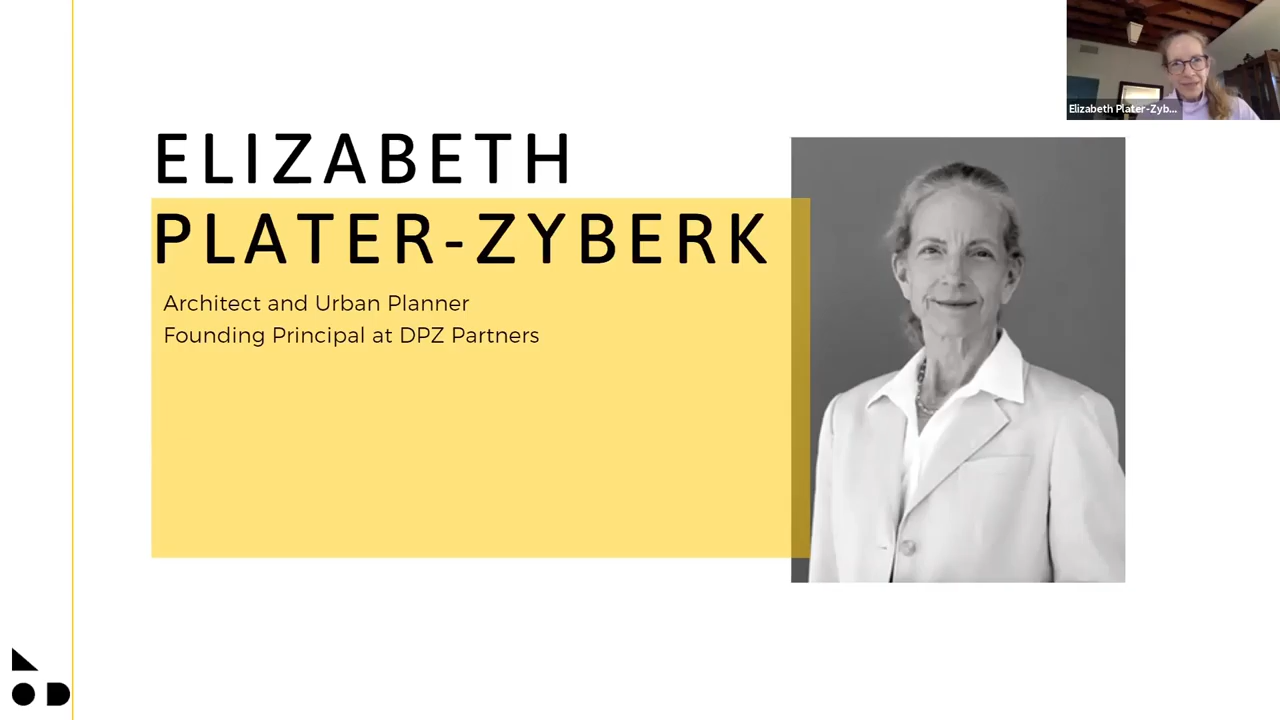 ELIZABETH
PLATER-ZYBERK
Architect and Urban Planner
Founding Principal at DPZ Partners
Elizabeth Plater-Zyb...